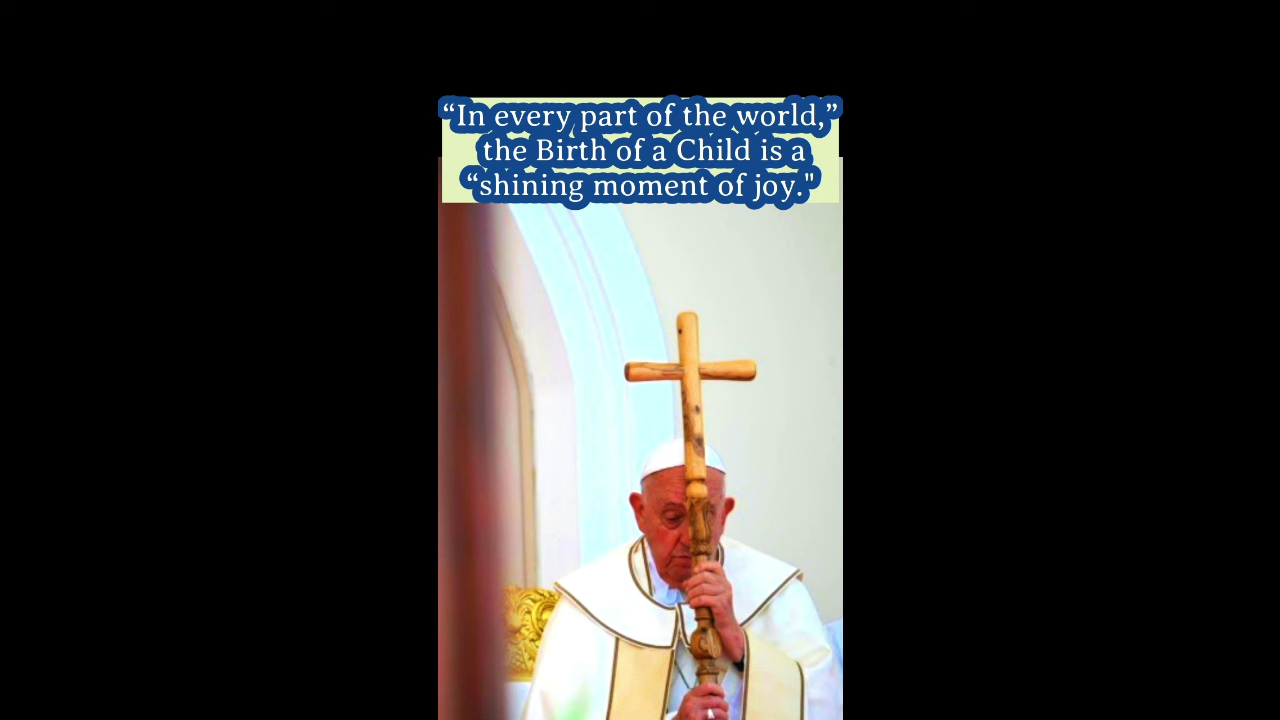 “In every part of the world,”
the Birth of a Child is a
“shining moment of joy."